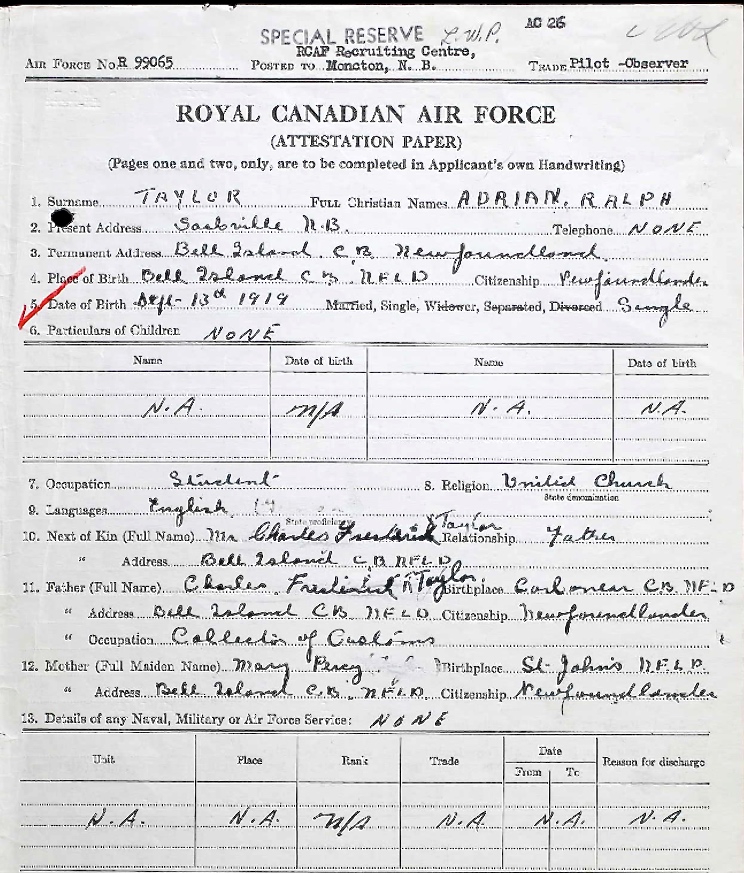 SPECIAL RESERVE L.W.P. AC 26
RCAF Recruiting Centre,
AIR FORCE No. R 99065 POSTED TO Moncton, N. B. TRADE Pilot -Observer
ROYAL CANADIAN AIR FORCE
(ATTESTATION PAPER)
(Pages one and two, only, are to be completed in Applicant's own Handwriting)
1. Surname TAYLOR FULL Christian Names ADRIAN. RALPH
2. Present Address Sackville N.B. Telephone NONE
3. Permanent Address Bell Island. C.B. Newfoundland.
4. Place of Birth Bell Island C.B. NFLD Citizenship Newfoundlander
5. Date of Birth Sept- 13th 1919 Married, Single, Widower, Separated, Divorced Single
6. Particulars of Children NONE
Name Date of birth Name Date of birth
N.A. N/A N.A. N.A.
7. Occupation Student 8. Religion United Church
State denomination
9. Languages English
State proficiency
10. Next of Kin (Full Name) Mr Charles Frederick Taylor Relationship Father
" Address Bell Island C.B NFLD
11. Father (Full Name) Charles Frederick Taylor Birthplace Carbonear C.B. NFLD
" Address Bell Island C.B. NFLD Citizenship Newfoundlander
" Occupation Collector of Customs
12. Mother (Full Maiden Name) Mary Percy Birthplace St- John's NFLD.
" Address Bell Island C.B. NFLD. Citizenship Newfoundlander
13. Details of any Naval, Military or Air Force Service: NONE
Unit Place Rank Trade Date Reason for discharge
From To
N.A. N.A. N/A N.A. N.A. N.A.